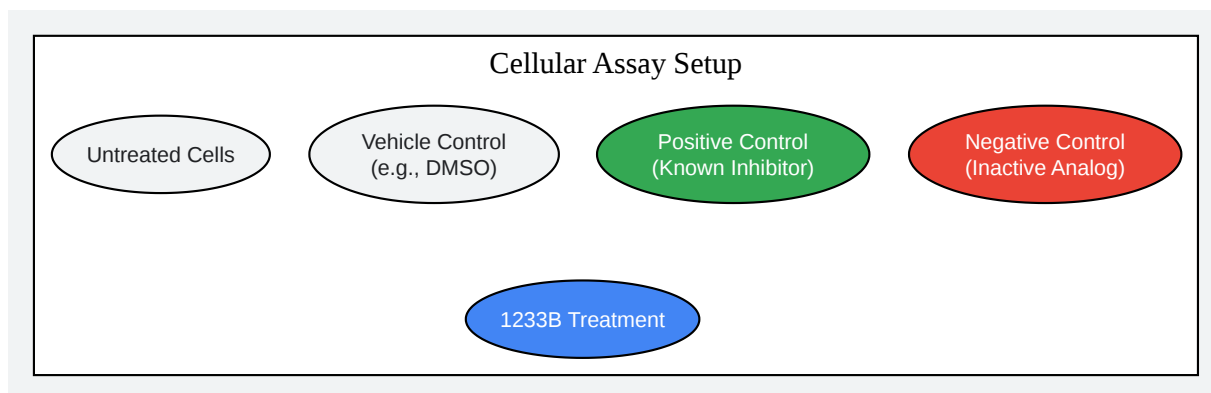 Cellular Assay Setup
Untreated Cells
Vehicle Control
(e.g., DMSO)
Positive Control
(Known Inhibitor)
Negative Control
(Inactive Analog)
1233B Treatment